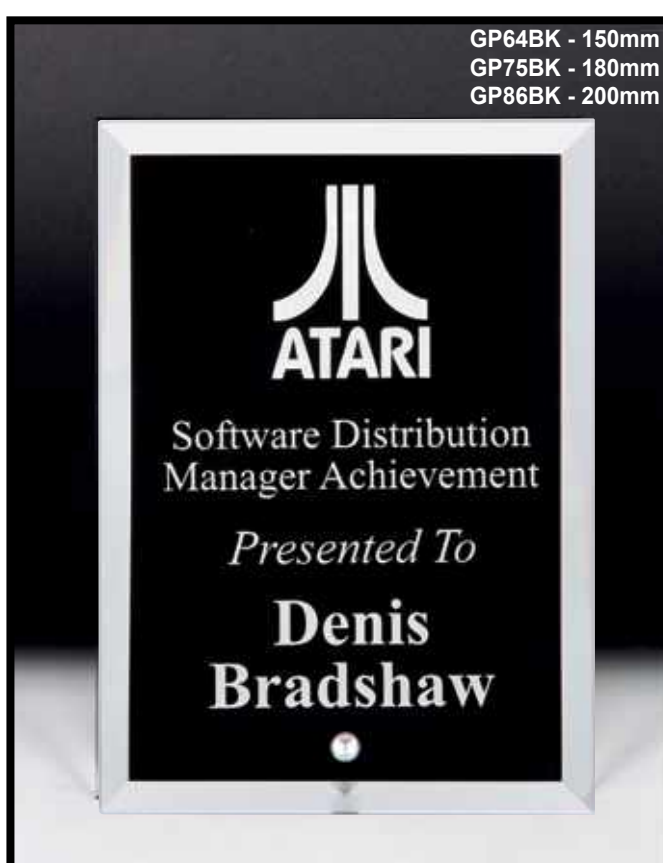 GP64BK - 150mm
GP75BK - 180mm
GP86BK - 200mm
ATARI
Software Distribution
Manager Achievement
Presented To
Denis
Bradshaw